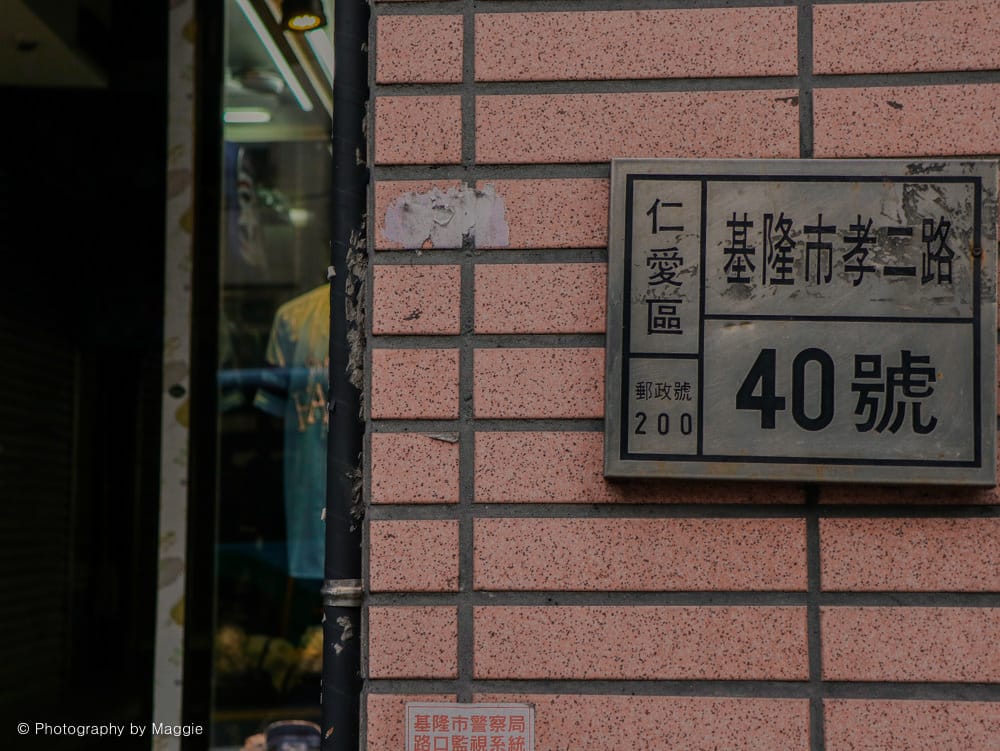 仁愛區
基隆市孝二路
郵政號
200
40號
基隆市警察局
路口監視系統
© Photography by Maggie